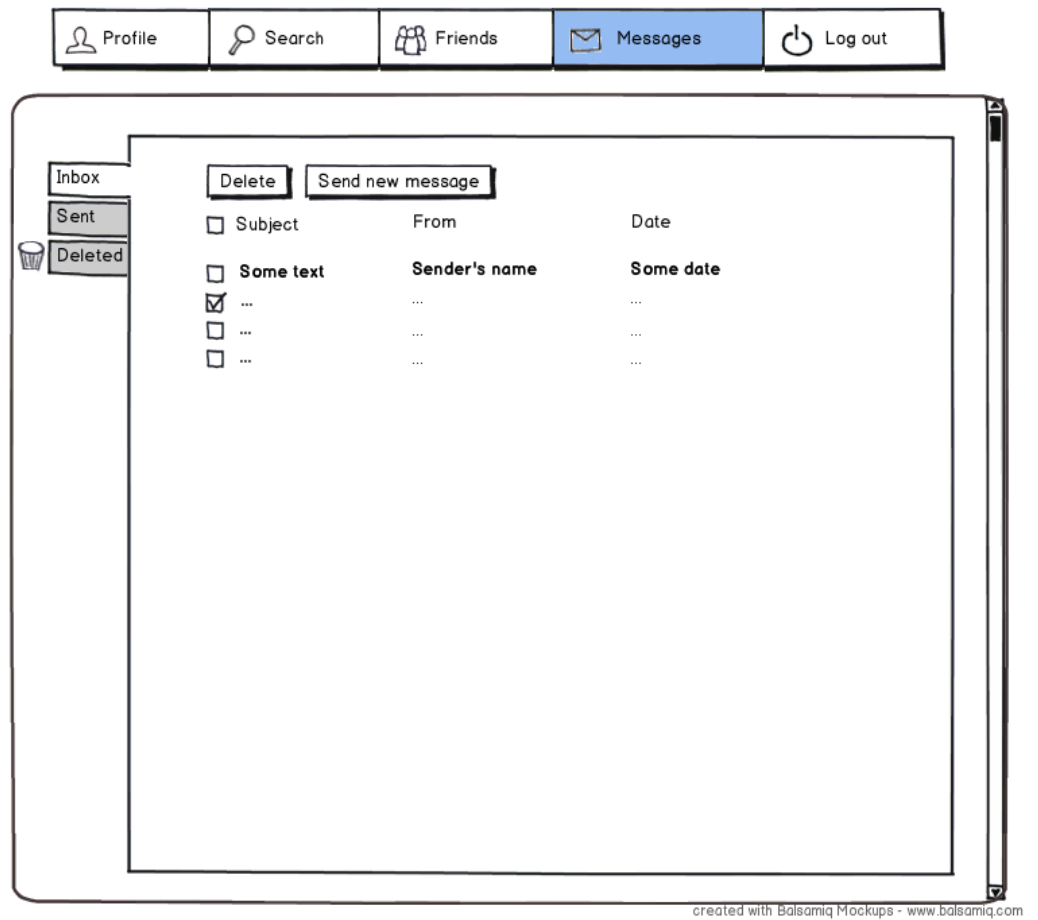 Profile Search Friends Messages Log out
Inbox
Sent
Deleted
Delete Send new message
Subject From Date
Some text Sender's name Some date
... ... ...
... ... ...
... ... ...
created with Balsamiq Mockups - www.balsamiq.com